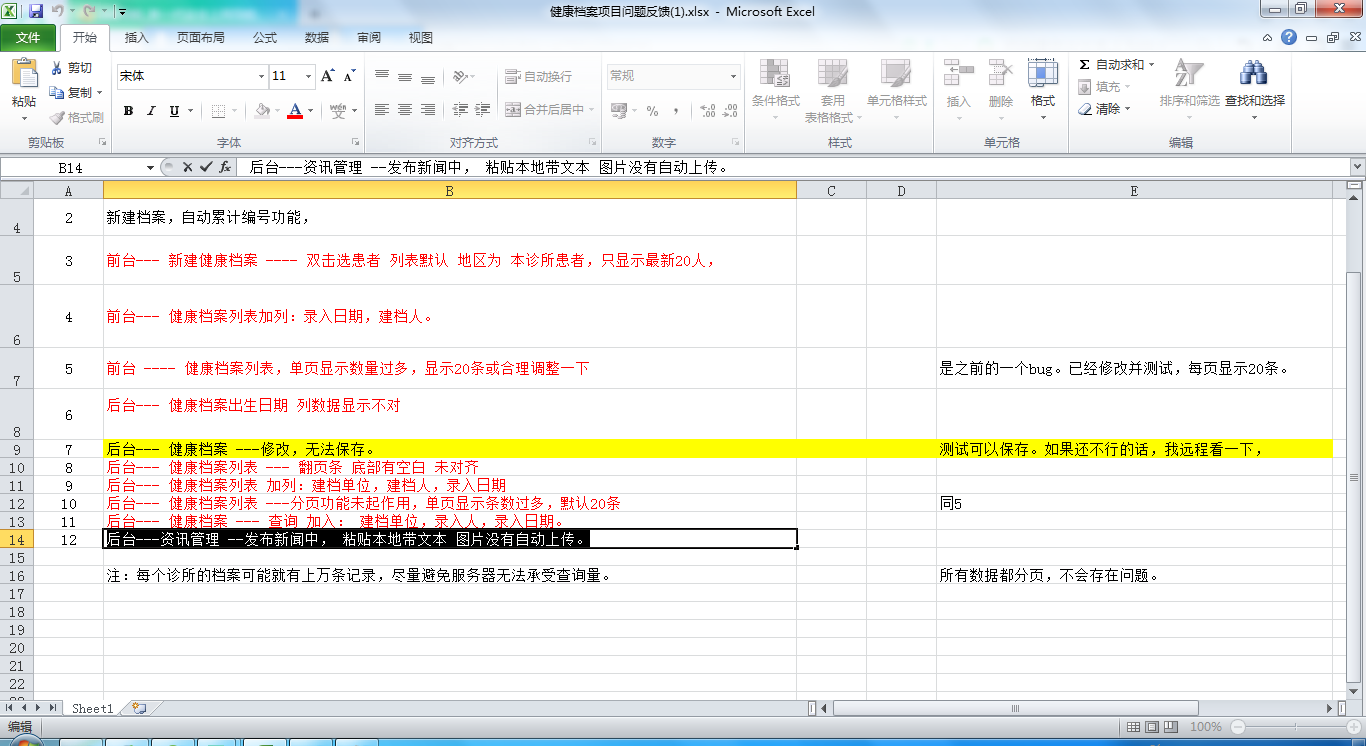 健康档案项目问题反馈(1).xlsx - Microsoft Excel
文件 开始 插入 页面布局 公式 数据 审阅 视图
粘贴 剪切 复制 格式刷 剪贴板
宋体 11 B I U A 字体
自动换行 合并后居中 对齐方式
常规 % 数字
条件格式 套用表格格式 单元格样式 样式
插入 删除 格式 单元格
Σ 自动求和 填充 清除 排序和筛选 查找和选择 编辑
B14 fx 后台---资讯管理 --发布新闻中， 粘贴本地带文本 图片没有自动上传。
A B C D E
4 2 新建档案，自动累计编号功能，
5 3 前台--- 新建健康档案 ---- 双击选患者 列表默认 地区为 本诊所患者，只显示最新20人，
6 4 前台--- 健康档案列表加列：录入日期，建档人。
7 5 前台 ---- 健康档案列表，单页显示数量过多，显示20条或合理调整一下 是之前的一个bug。已经修改并测试，每页显示20条。
8 6 后台--- 健康档案出生日期 列数据显示不对
9 7 后台--- 健康档案 ---修改，无法保存。 测试可以保存。如果还不行的话，我远程看一下，
10 8 后台--- 健康档案列表 --- 翻页条 底部有空白 未对齐
11 9 后台--- 健康档案列表 加列：建档单位，建档人，录入日期
12 10 后台--- 健康档案列表 ---分页功能未起作用，单页显示条数过多，默认20条 同5
13 11 后台--- 健康档案 --- 查询 加入： 建档单位，录入人，录入日期。
14 12 后台---资讯管理 --发布新闻中， 粘贴本地带文本 图片没有自动上传。
15
16 注：每个诊所的档案可能就有上万条记录，尽量避免服务器无法承受查询量。 所有数据都分页，不会存在问题。
17
18
19
20
21
22
Sheet1
编辑 100%